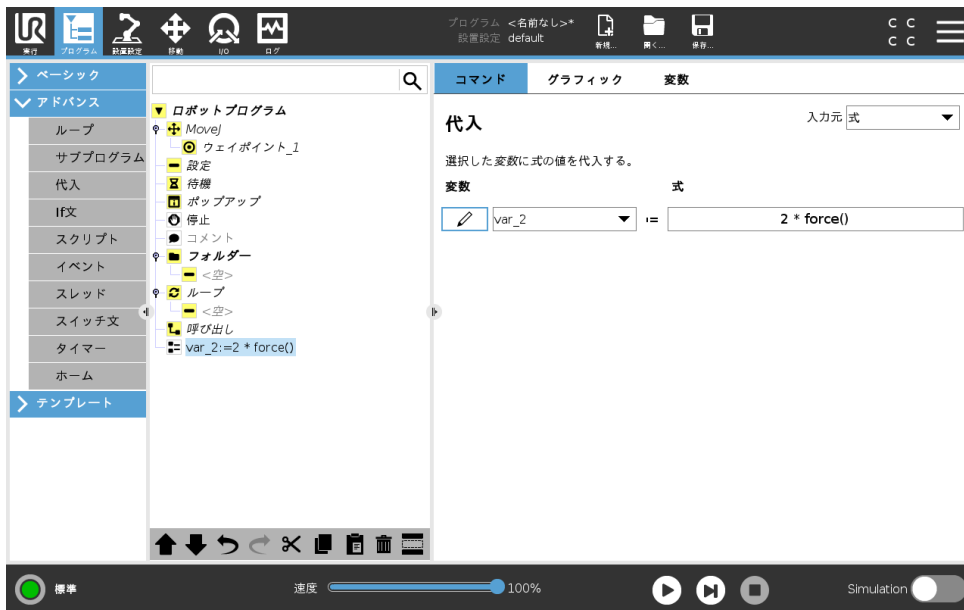 UR
実行
プログラム
設置設定
移動
I/O
ログ
プログラム <名前なし>*
設置設定 default
新規...
開く...
保存...
C C
C C
ベーシック
アドバンス
ループ
サブプログラム
代入
If文
スクリプト
イベント
スレッド
スイッチ文
タイマー
ホーム
テンプレート
ロボットプログラム
MoveJ
ウェイポイント_1
設定
待機
ポップアップ
停止
コメント
フォルダー
<空>
ループ
<空>
呼び出し
var_2:=2 * force()
コマンド グラフィック 変数
代入
入力元 式
選択した変数に式の値を代入する。
変数 式
var_2 := 2 * force()
標準
速度 100%
Simulation